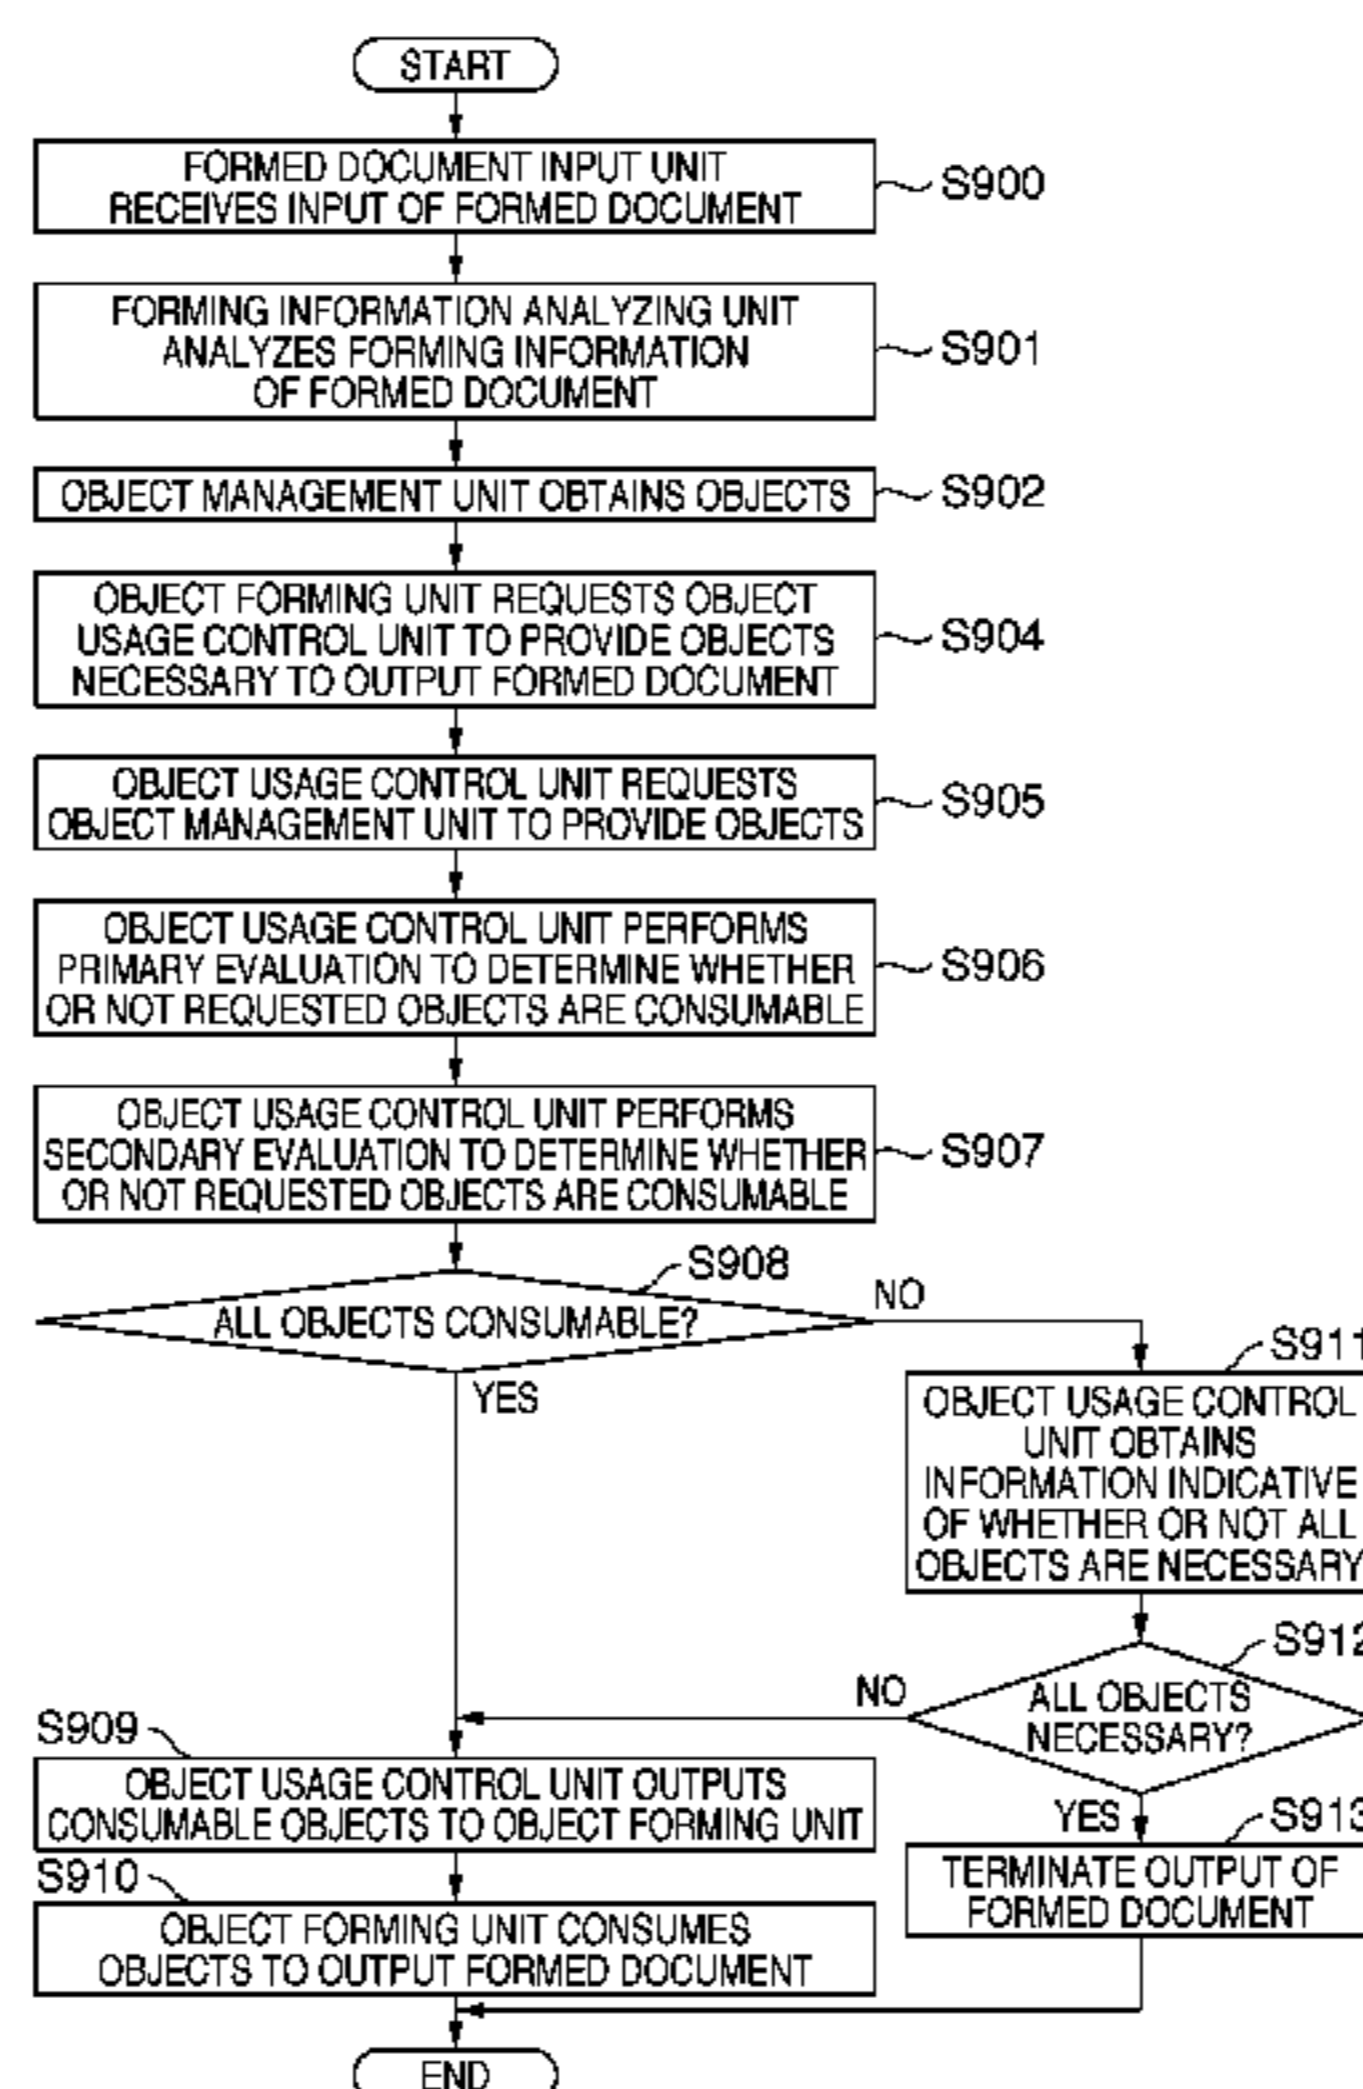 START
FORMED DOCUMENT INPUT UNIT
RECEIVES INPUT OF FORMED DOCUMENT
S900
FORMING INFORMATION ANALYZING UNIT
ANALYZES FORMING INFORMATION
OF FORMED DOCUMENT
S901
OBJECT MANAGEMENT UNIT OBTAINS OBJECTS
S902
OBJECT FORMING UNIT REQUESTS OBJECT
USAGE CONTROL UNIT TO PROVIDE OBJECTS
NECESSARY TO OUTPUT FORMED DOCUMENT
S904
OBJECT USAGE CONTROL UNIT REQUESTS
OBJECT MANAGEMENT UNIT TO PROVIDE OBJECTS
S905
OBJECT USAGE CONTROL UNIT PERFORMS
PRIMARY EVALUATION TO DETERMINE WHETHER
OR NOT REQUESTED OBJECTS ARE CONSUMABLE
S906
OBJECT USAGE CONTROL UNIT PERFORMS
SECONDARY EVALUATION TO DETERMINE WHETHER
OR NOT REQUESTED OBJECTS ARE CONSUMABLE
S907
S908
ALL OBJECTS CONSUMABLE?
NO
YES
S911
OBJECT USAGE CONTROL
UNIT OBTAINS
INFORMATION INDICATIVE
OF WHETHER OR NOT ALL
OBJECTS ARE NECESSARY
S912
ALL OBJECTS
NECESSARY?
NO
YES
S909
OBJECT USAGE CONTROL UNIT OUTPUTS
CONSUMABLE OBJECTS TO OBJECT FORMING UNIT
S913
TERMINATE OUTPUT OF
FORMED DOCUMENT
S910
OBJECT FORMING UNIT CONSUMES
OBJECTS TO OUTPUT FORMED DOCUMENT
END